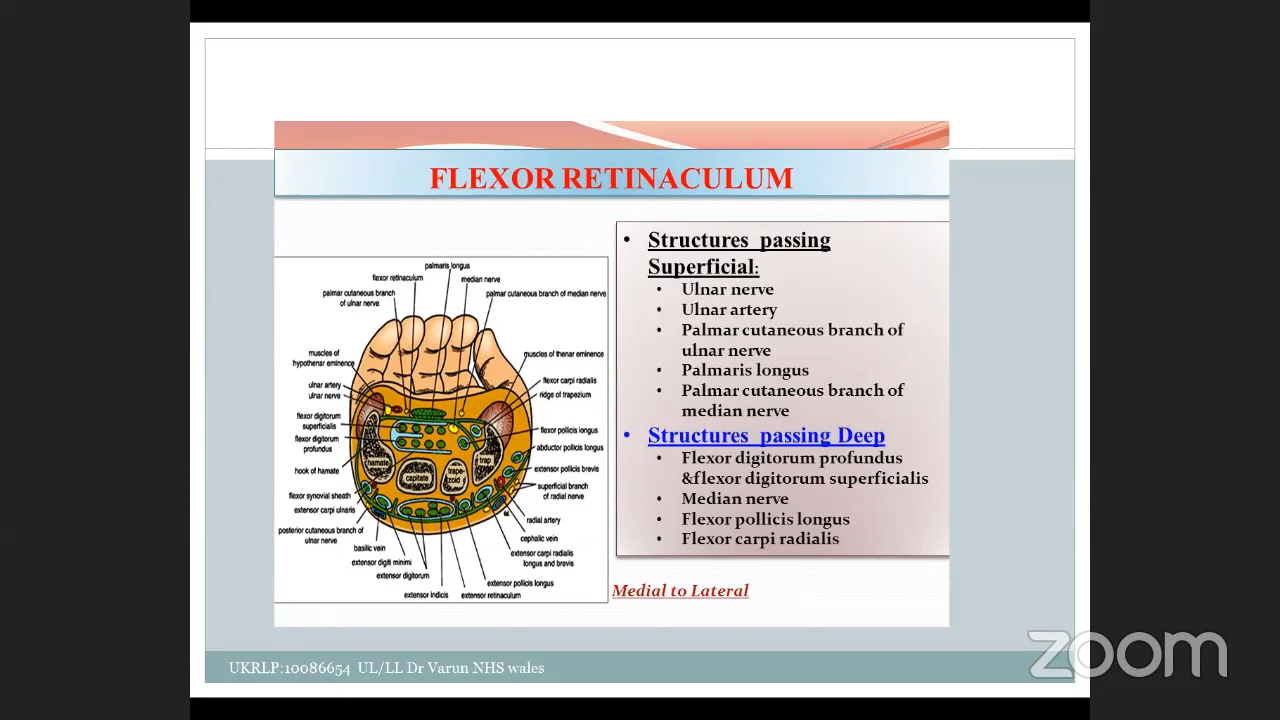 FLEXOR RETINACULUM
palmaris longus
flexor retinaculum
median nerve
palmar cutaneous branch
of ulnar nerve
palmar cutaneous branch of median nerve
muscles of
hypothenar eminence
muscles of thenar eminence
ulnar artery
ulnar nerve
flexor carpi radialis
ridge of trapezium
flexor digitorum
superficialis
flexor pollicis longus
flexor digitorum
profundus
abductor pollicis longus
hook of hamate
extensor pollicis brevis
hamate
capitate
trape-
zoid
trap
superficial branch
of radial nerve
flexor synovial sheath
extensor carpi ulnaris
radial artery
posterior cutaneous branch of
ulnar nerve
cephalic vein
basilic vein
extensor carpi radialis
longus and brevis
extensor digiti minimi
extensor digitorum
extensor pollicis longus
extensor indicis
extensor retinaculum
• Structures passing
Superficial:
• Ulnar nerve
• Ulnar artery
• Palmar cutaneous branch of
ulnar nerve
• Palmaris longus
• Palmar cutaneous branch of
median nerve
• Structures passing Deep
• Flexor digitorum profundus
&flexor digitorum superficialis
• Median nerve
• Flexor pollicis longus
• Flexor carpi radialis
Medial to Lateral
UKRLP:10086654 UL/LL Dr Varun NHS wales
zoom